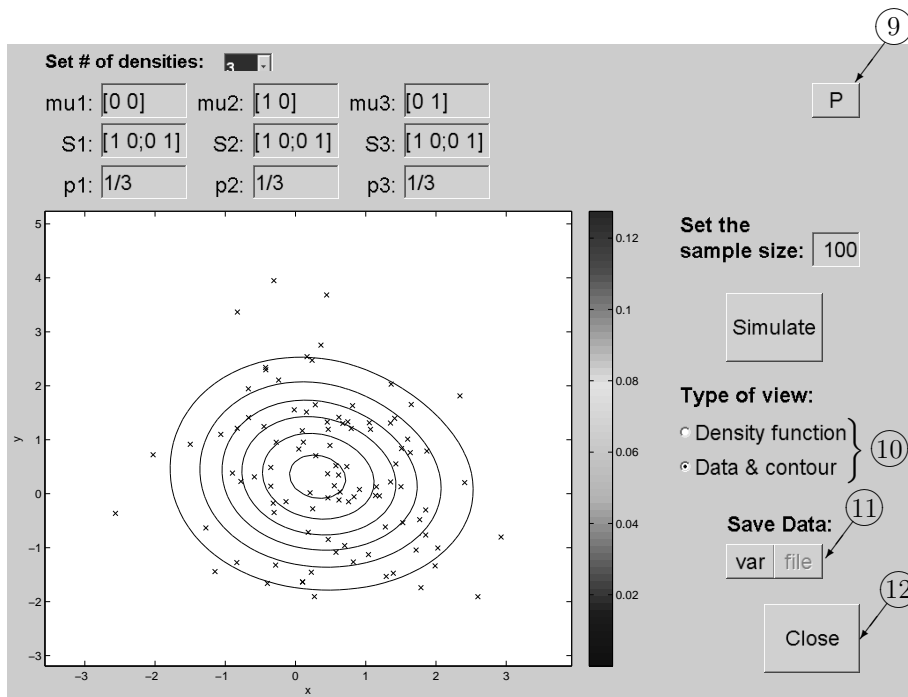 9
Set # of densities: 3
P
mu1: [0 0] mu2: [1 0] mu3: [0 1]
S1: [1 0;0 1] S2: [1 0;0 1] S3: [1 0;0 1]
p1: 1/3 p2: 1/3 p3: 1/3
5
4
3
2
1
0
−1
−2
−3
y
−3 −2 −1 0 1 2 3
x
0.12
0.1
0.08
0.06
0.04
0.02
Set the
sample size: 100
Simulate
Type of view:
Density function
Data & contour
10
11
Save Data:
var file
12
Close